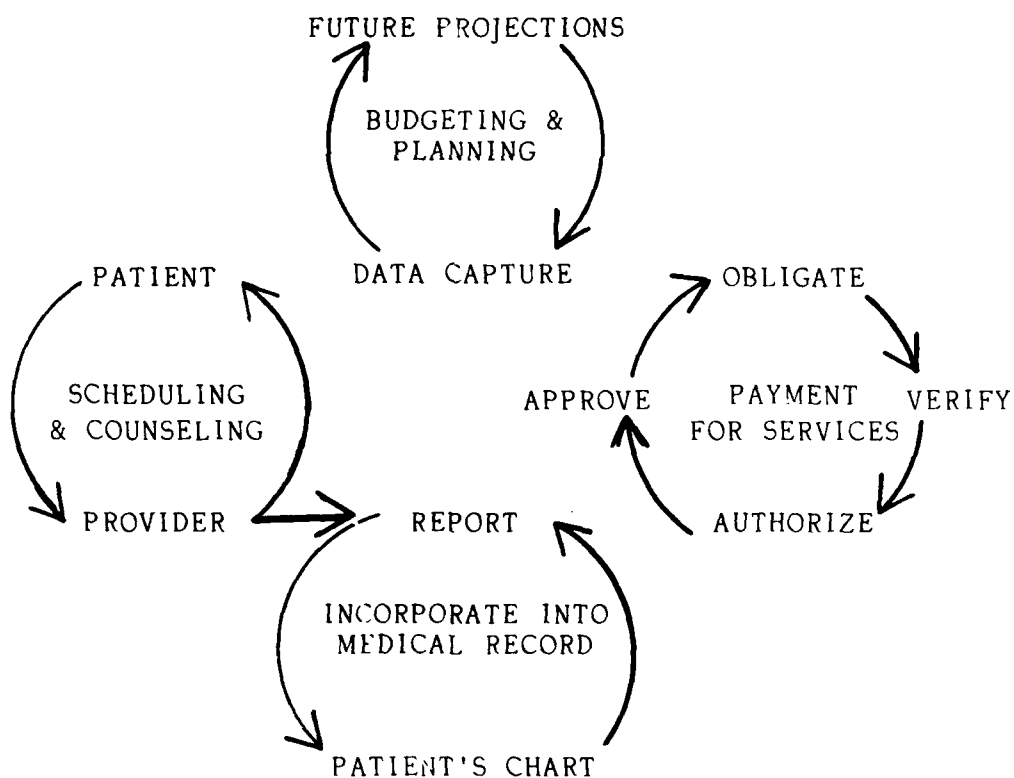 FUTURE PROJECTIONS
BUDGETING &
PLANNING
DATA CAPTURE
PATIENT
SCHEDULING
& COUNSELING
PROVIDER
OBLIGATE
APPROVE
PAYMENT
FOR SERVICES
VERIFY
AUTHORIZE
REPORT
INCORPORATE INTO
MEDICAL RECORD
PATIENT'S CHART